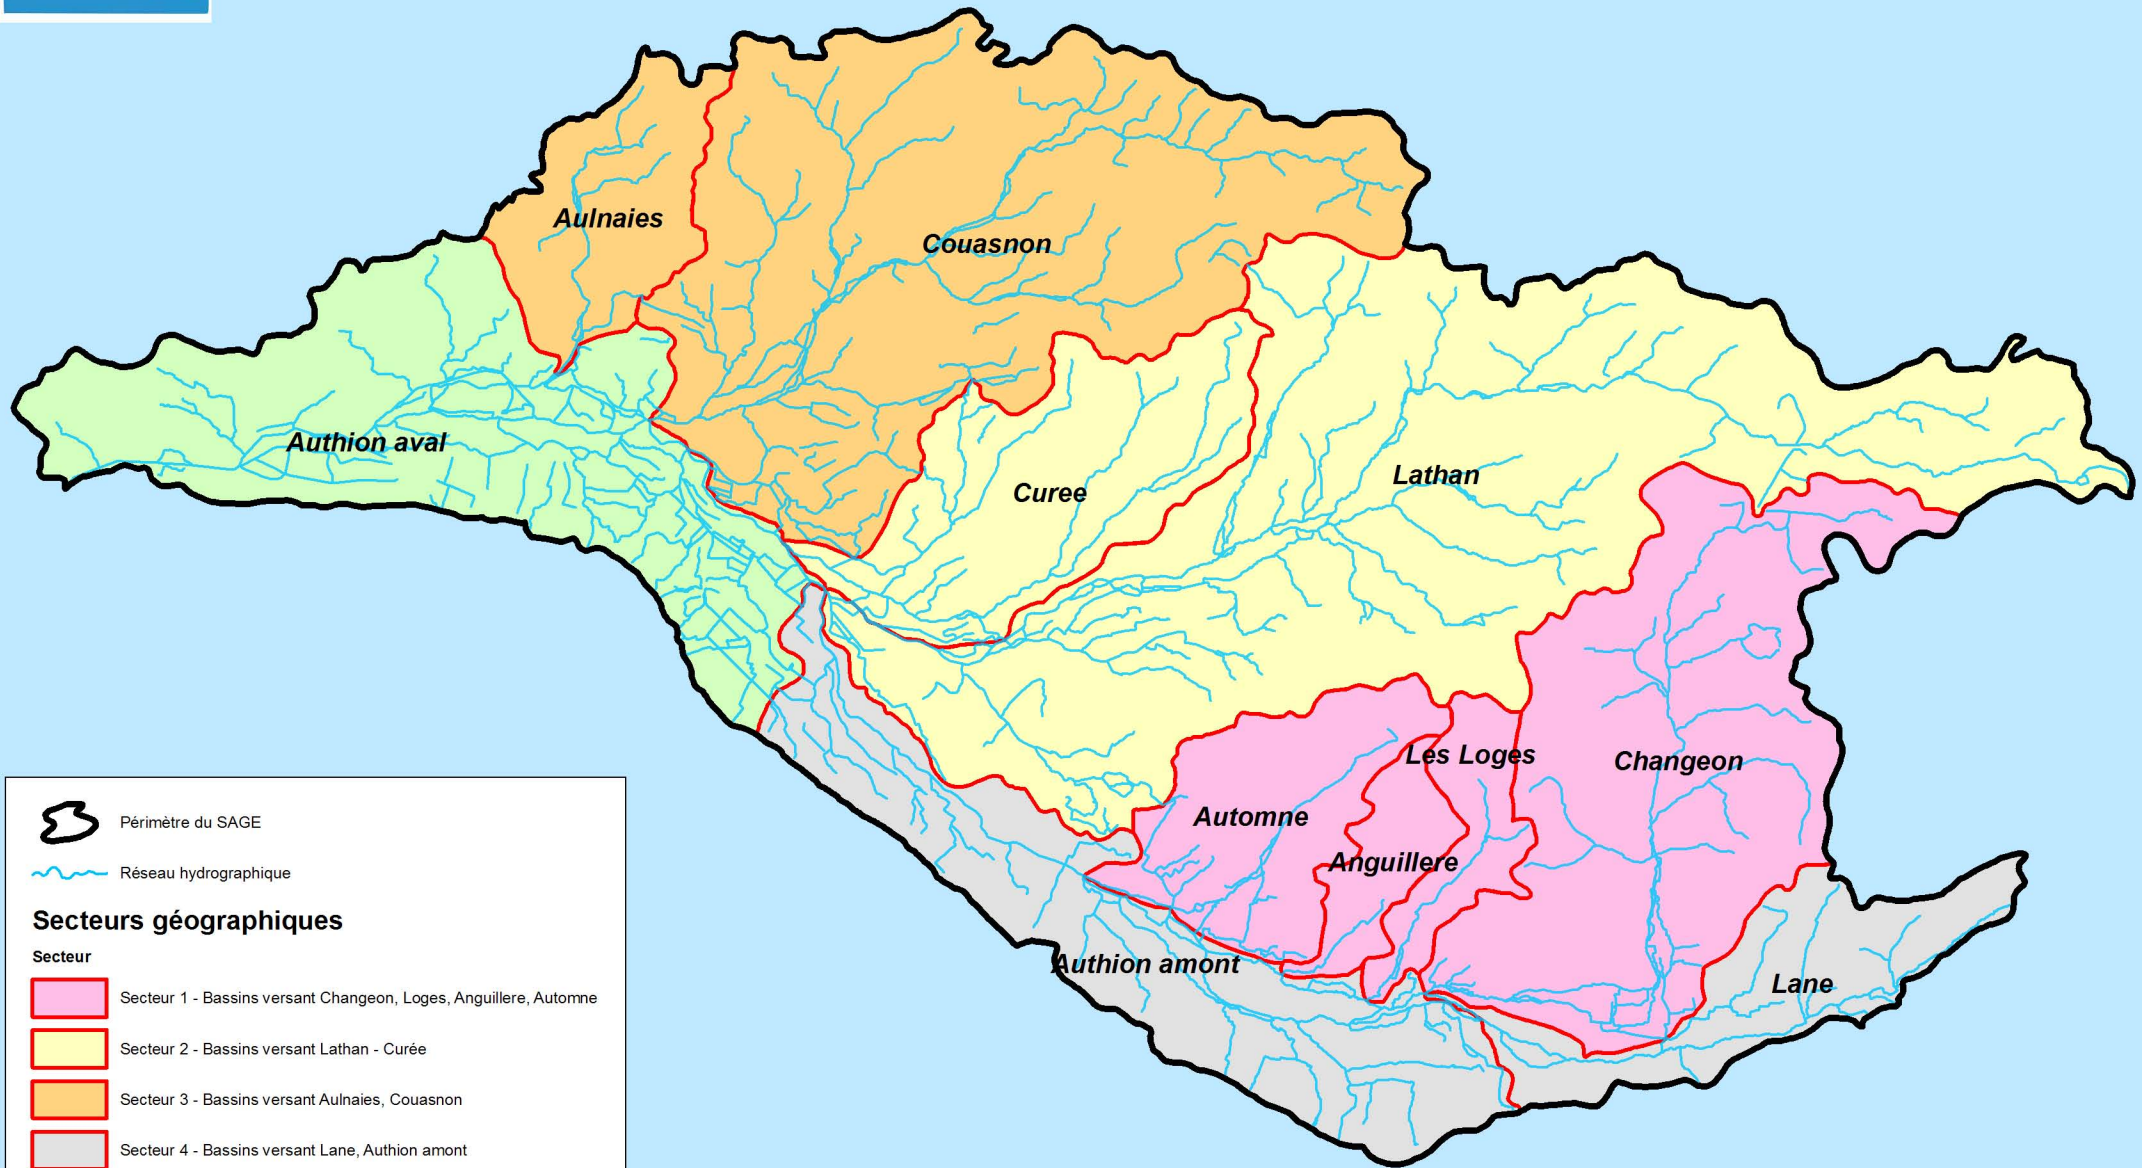 Aulnaies
Couasnon
Authion aval
Curee
Lathan
Les Loges
Changeon
Automne
Anguillere
Authion amont
Lane
Périmètre du SAGE
Réseau hydrographique
Secteurs géographiques
Secteur
Secteur 1 - Bassins versant Changeon, Loges, Anguillere, Automne
Secteur 2 - Bassins versant Lathan - Curée
Secteur 3 - Bassins versant Aulnaies, Couasnon
Secteur 4 - Bassins versant Lane, Authion amont